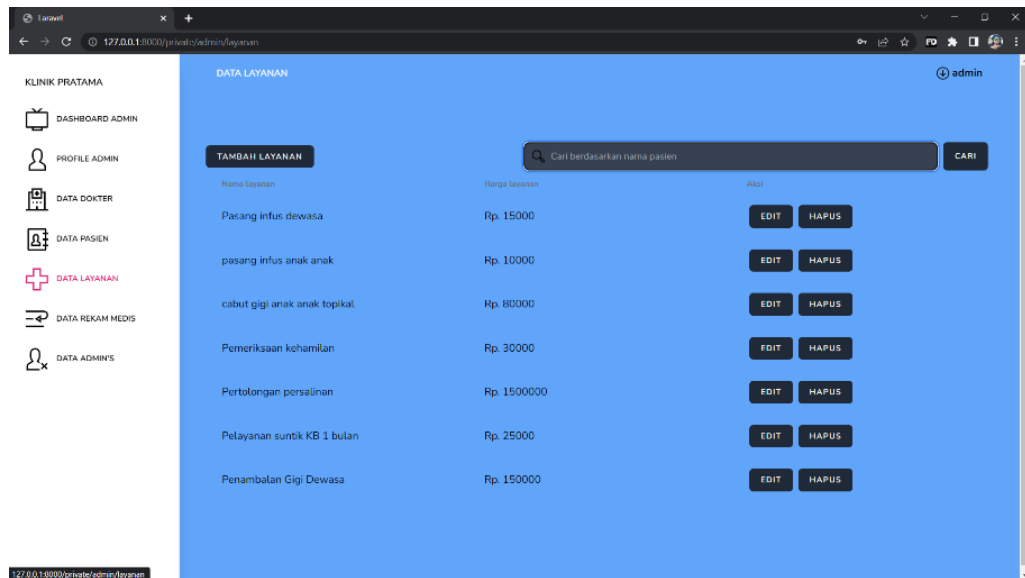 Laravel
127.0.0.1:8000/private/admin/layanan
KLINIK PRATAMA
DASHBOARD ADMIN
PROFILE ADMIN
DATA DOKTER
DATA PASIEN
DATA LAYANAN
DATA REKAM MEDIS
DATA ADMIN'S
DATA LAYANAN
admin
TAMBAH LAYANAN
Cari berdasarkan nama pasien
CARI
Nama Layanan Harga layanan Aksi
Pasang infus dewasa Rp. 15000 EDIT HAPUS
pasang infus anak anak Rp. 10000 EDIT HAPUS
cabut gigi anak anak topikal Rp. 80000 EDIT HAPUS
Pemeriksaan kehamilan Rp. 30000 EDIT HAPUS
Pertolongan persalinan Rp. 1500000 EDIT HAPUS
Pelayanan suntik KB 1 bulan Rp. 25000 EDIT HAPUS
Penambalan Gigi Dewasa Rp. 150000 EDIT HAPUS
127.0.0.1:8000/private/admin/layanan